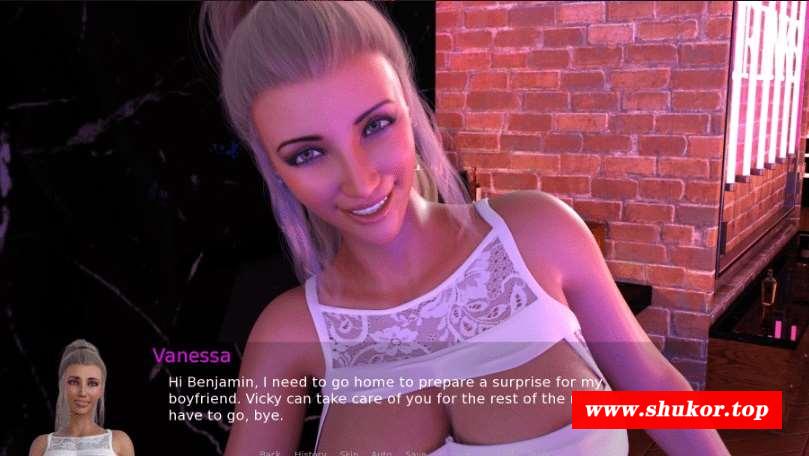 Vanessa
Hi Benjamin, I need to go home to prepare a surprise for my
boyfriend. Vicky can take care of you for the rest of the
have to go, bye.
www.shukor.top
Back History Skip Auto Save